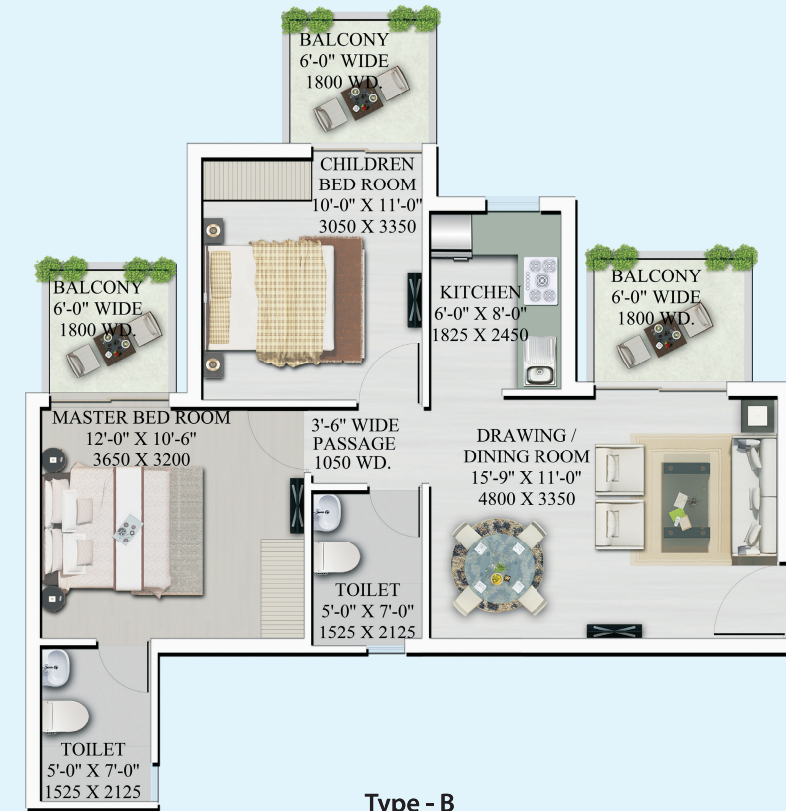 BALCONY
6'-0" WIDE
1800 WD.
CHILDREN
BED ROOM
10'-0" X 11'-0"
3050 X 3350
BALCONY
6'-0" WIDE
1800 WD.
KITCHEN
6'-0" X 8'-0"
1825 X 2450
BALCONY
6'-0" WIDE
1800 WD.
MASTER BED ROOM
12'-0" X 10'-6"
3650 X 3200
3'-6" WIDE
PASSAGE
1050 WD.
DRAWING /
DINING ROOM
15'-9" X 11'-0"
4800 X 3350
TOILET
5'-0" X 7'-0"
1525 X 2125
TOILET
5'-0" X 7'-0"
1525 X 2125
Type - B